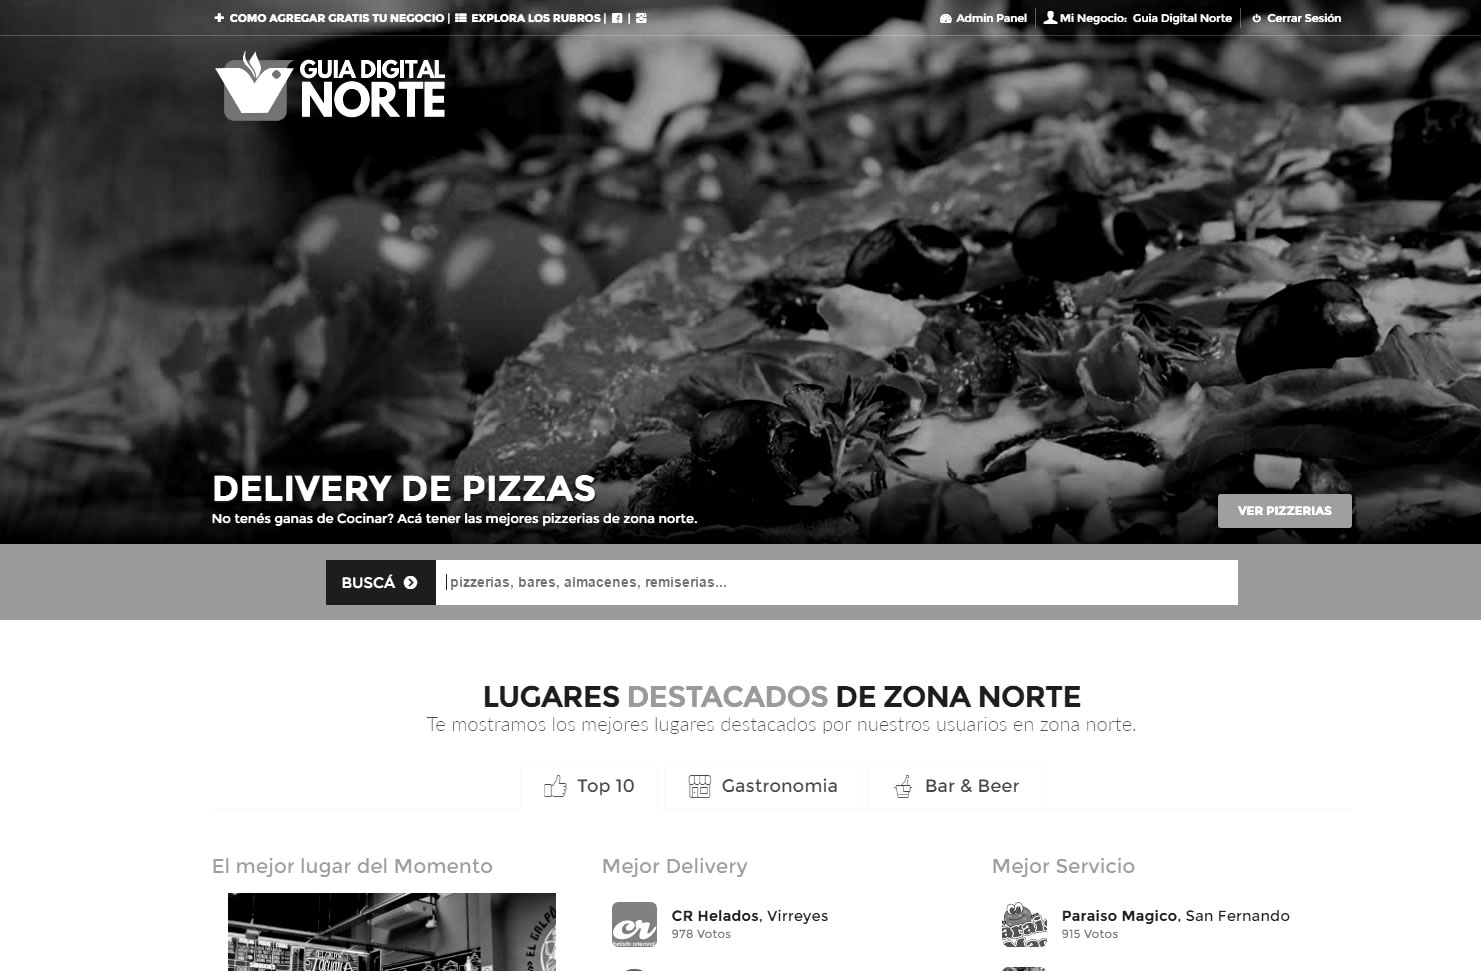 COMO AGREGAR GRATIS TU NEGOCIO | EXPLORA LOS RUBROS | |
Admin Panel Mi Negocio: Guia Digital Norte Cerrar Sesión
GUIA DIGITAL
NORTE
DELIVERY DE PIZZAS
No tenés ganas de Cocinar? Acá tener las mejores pizzerias de zona norte.
VER PIZZERIAS
BUSCÁ pizzerias, bares, almacenes, remiserias...
LUGARES DESTACADOS DE ZONA NORTE
Te mostramos los mejores lugares destacados por nuestros usuarios en zona norte.
Top 10 Gastronomia Bar & Beer
El mejor lugar del Momento
EL GALPO
Mejor Delivery
cr
CR Helados, Virreyes
978 Votos
Mejor Servicio
Paraiso Magico, San Fernando
915 Votos